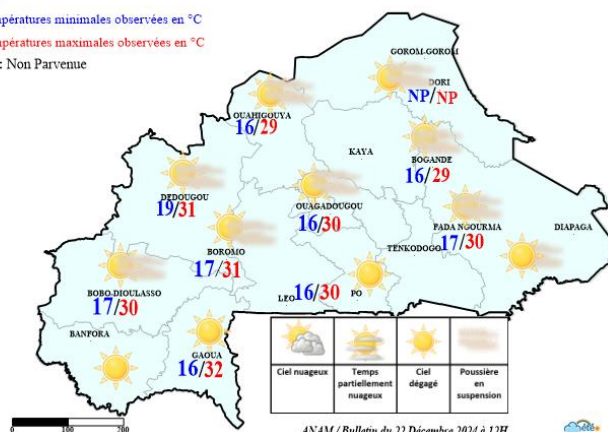 mpératures minimales observées en °C
mpératures maximales observées en °C
: Non Parvenue
GOROM-GOROM
DORI
NP/NP
OUAHIGOUYA
16/29
KAYA
BOGANDE
16/29
DEDOUGOU
19/31
OUAGADOUGOU
16/30
FADA NGOURMA
17/30
DIAPAGA
TENKODOGO
BOROMO
17/31
LEO
16/30
PO
BOBO-DIOULASSO
17/30
BANFORA
GAOUA
16/32
Ciel nuageux
Temps partiellement nuageux
Ciel dégagé
Poussière en suspension
0 100 200
ANAM / Bulletin du 22 Décembre 2024 à 12H